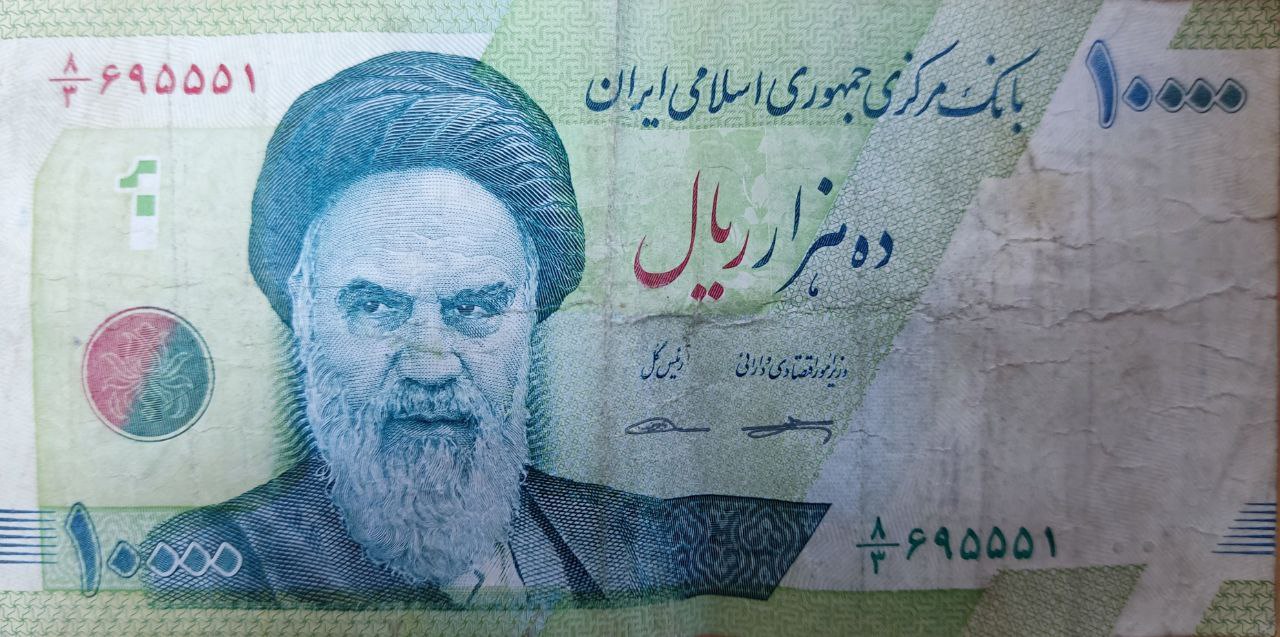 ۸/۳ ۶۹۵۵۵۱
بانک مرکزی جمهوری اسلامی ایران
۱۰۰۰۰
ده هزار ریال
وزیر امور اقتصادی و دارائی
رئیس کل
۱۰۰۰۰
۸/۳ ۶۹۵۵۵۱